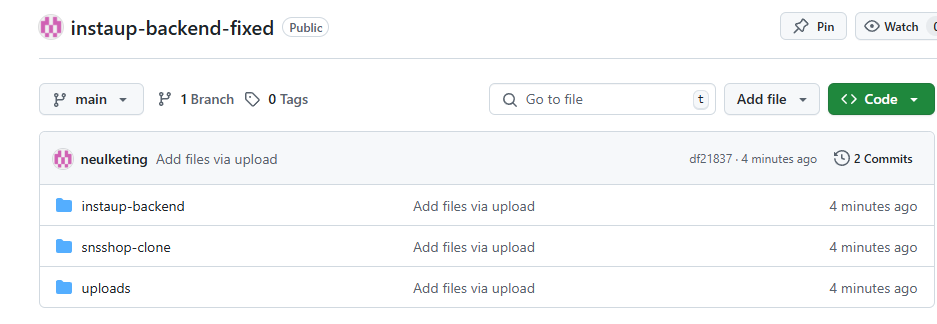 instaup-backend-fixed Public Pin Watch 0
main 1 Branch 0 Tags Go to file t Add file <> Code
neulketing Add files via upload df21837 · 4 minutes ago 2 Commits
instaup-backend Add files via upload 4 minutes ago
snsshop-clone Add files via upload 4 minutes ago
uploads Add files via upload 4 minutes ago